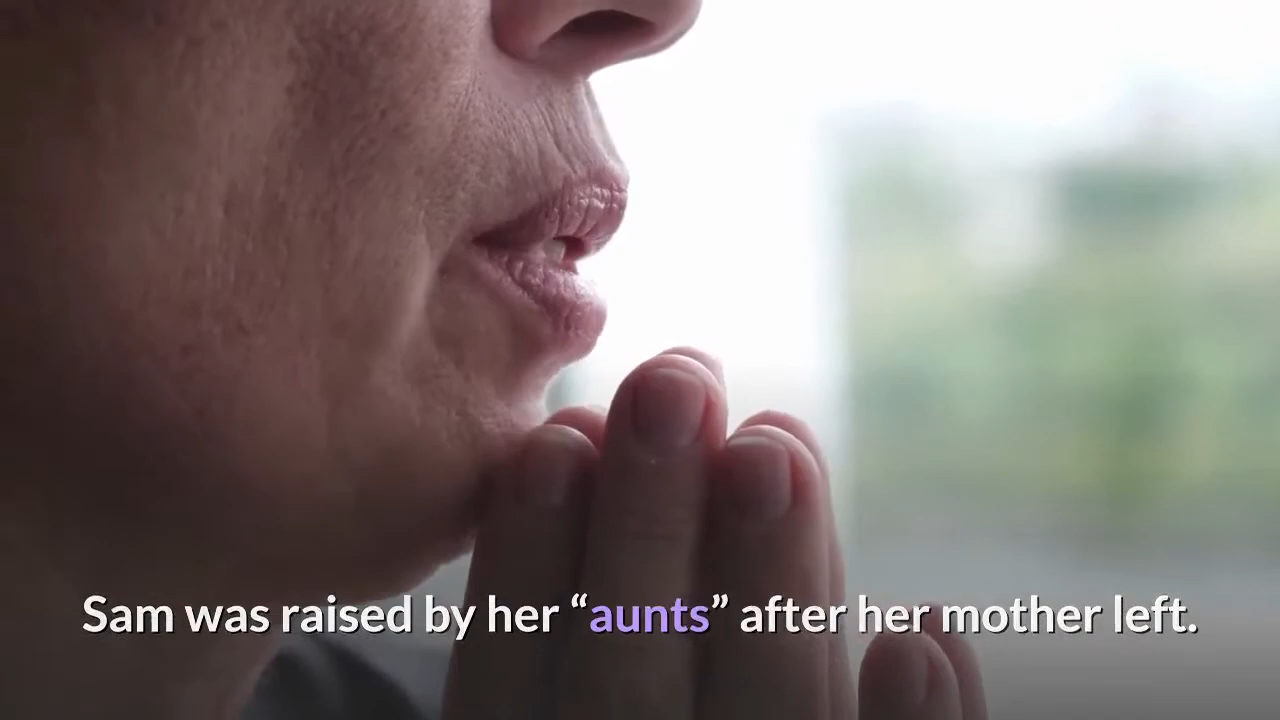 Sam was raised by her “aunts” after her mother left.